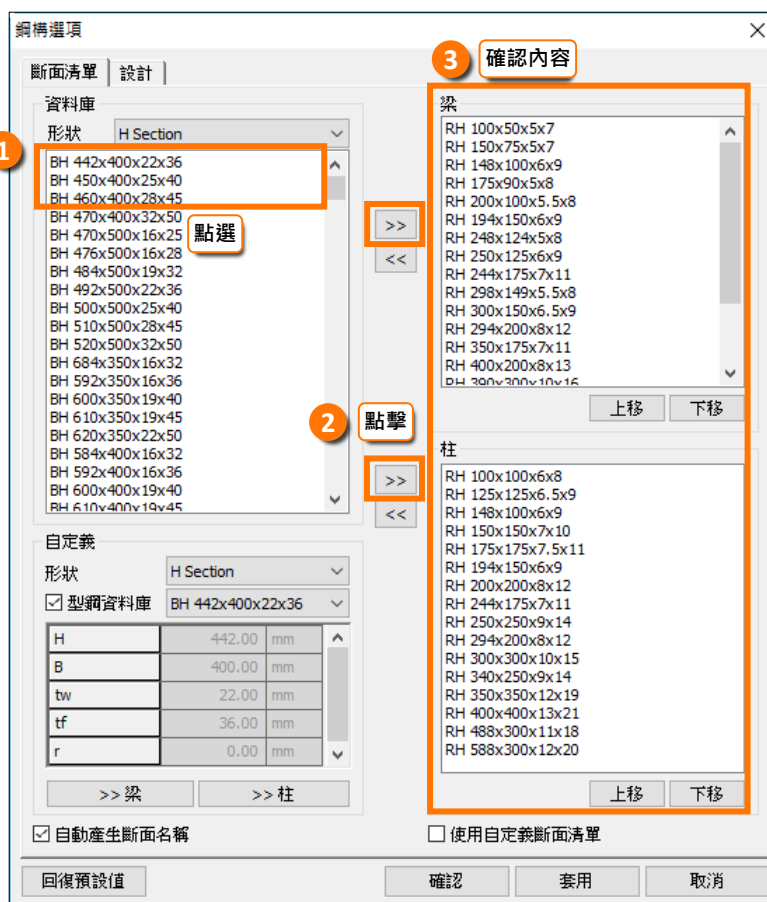 鋼構選項
斷面清單
設計
3
確認內容
資料庫
形狀
H Section
1
BH 442x400x22x36
BH 450x400x25x40
BH 460x400x28x45
BH 470x400x32x50
BH 470x500x16x25
點選
BH 476x500x16x28
BH 484x500x19x32
BH 492x500x22x36
BH 500x500x25x40
BH 510x500x28x45
BH 520x500x32x50
BH 684x350x16x32
BH 592x350x16x36
BH 600x350x19x40
BH 610x350x19x45
BH 620x350x22x50
BH 584x400x16x32
BH 592x400x16x36
BH 600x400x19x40
BH 610x400x19x45
>>
<<
2
點擊
>>
<<
梁
RH 100x50x5x7
RH 150x75x5x7
RH 148x100x6x9
RH 175x90x5x8
RH 200x100x5.5x8
RH 194x150x6x9
RH 248x124x5x8
RH 250x125x6x9
RH 244x175x7x11
RH 298x149x5.5x8
RH 300x150x6.5x9
RH 294x200x8x12
RH 350x175x7x11
RH 400x200x8x13
RH 390x300x10x16
上移
下移
柱
RH 100x100x6x8
RH 125x125x6.5x9
RH 148x100x6x9
RH 150x150x7x10
RH 175x175x7.5x11
RH 194x150x6x9
RH 200x200x8x12
RH 244x175x7x11
RH 250x250x9x14
RH 294x200x8x12
RH 300x300x10x15
RH 340x250x9x14
RH 350x350x12x19
RH 400x400x13x21
RH 488x300x11x18
RH 588x300x12x20
上移
下移
自定義
形狀
H Section
型鋼資料庫
BH 442x400x22x36
H 442.00 mm
B 400.00 mm
tw 22.00 mm
tf 36.00 mm
r 0.00 mm
>> 梁
>> 柱
自動產生斷面名稱
使用自定義斷面清單
回復預設值
確認
套用
取消